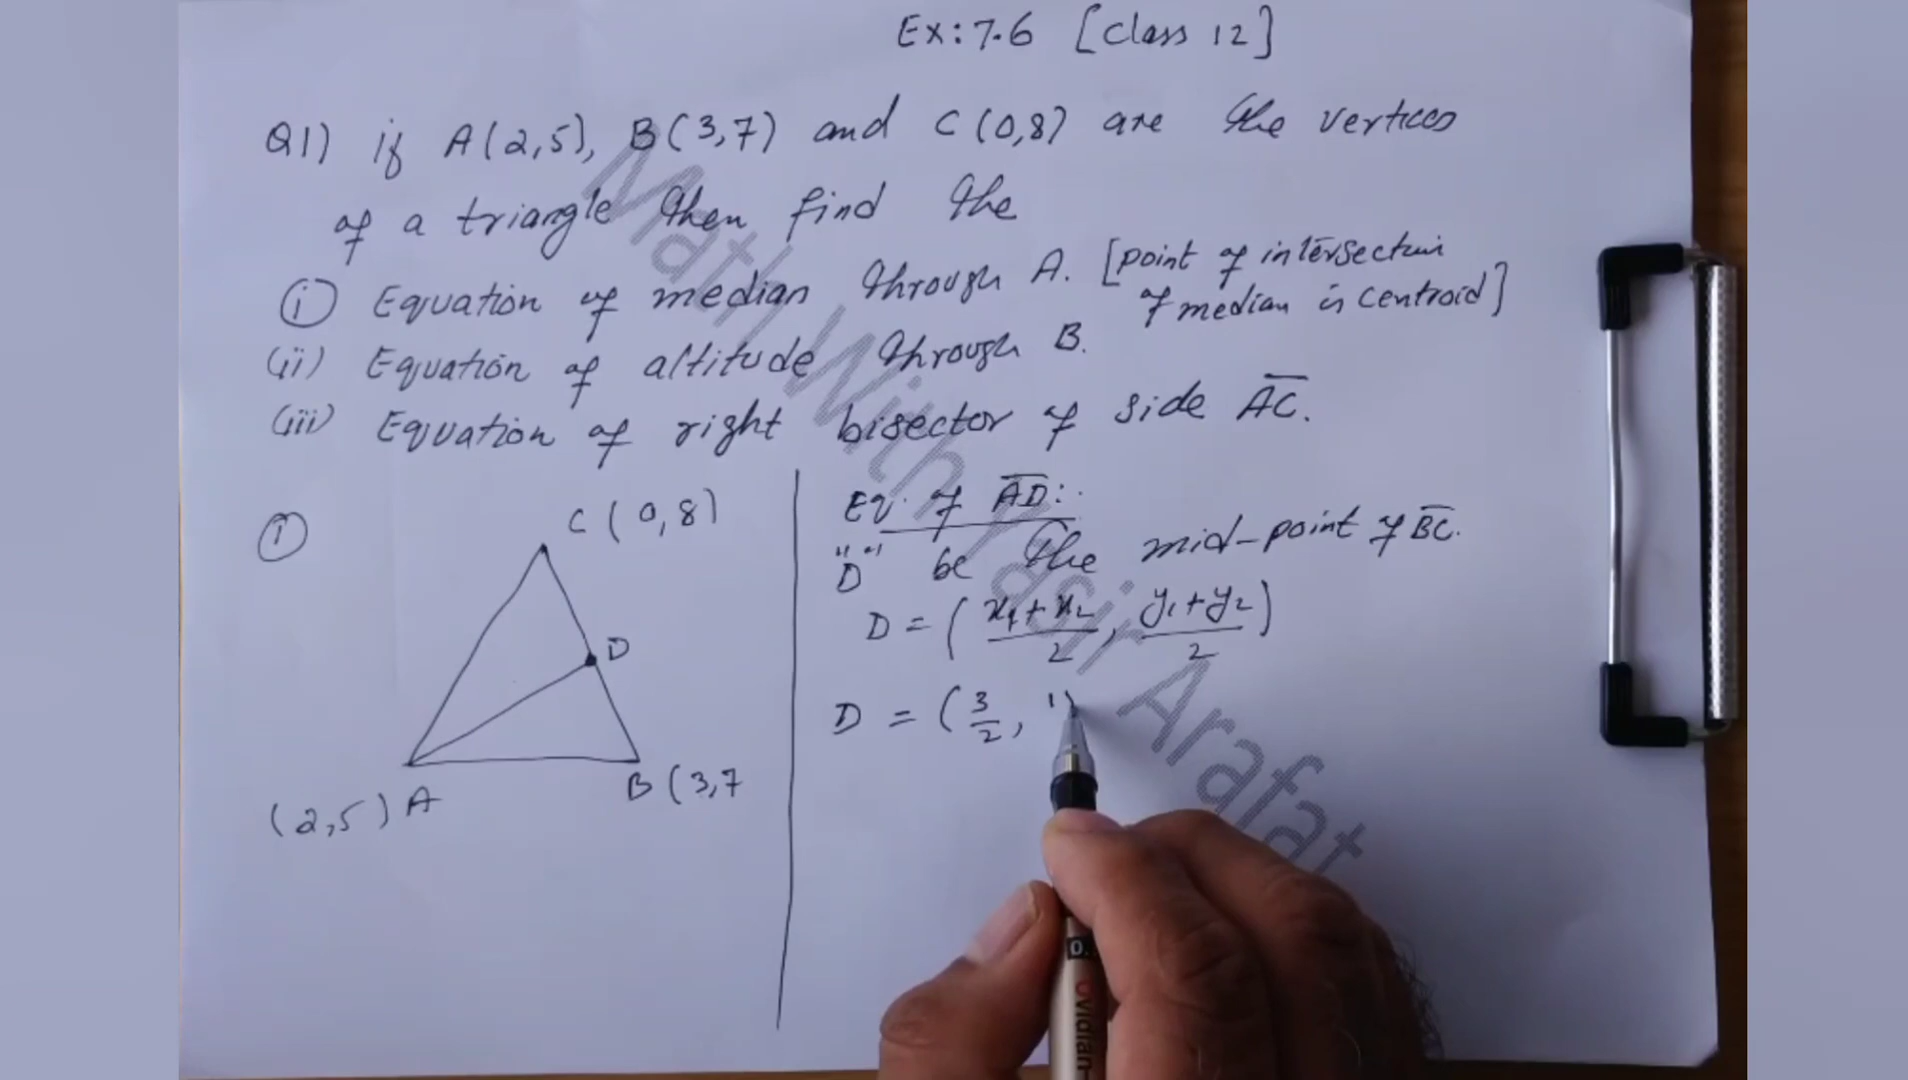 Ex: 7.6 [Class 12]
Q1) if A(2,5), B(3,7) and C(0,8) are the vertices
of a triangle then find the
(i) Equation of median through A. [point of intersection
of median is centroid]
(ii) Equation of altitude through B.
(iii) Equation of right bisector of side AC.
(i)
C(0,8)
D
B(3,7
(2,5) A
Eq. of AD:
"D" be the mid-point of BC.
D = (x₁+x₂/2, y₁+y₂/2)
D = (3/2, 1
Math With Yasir Arafat
0.